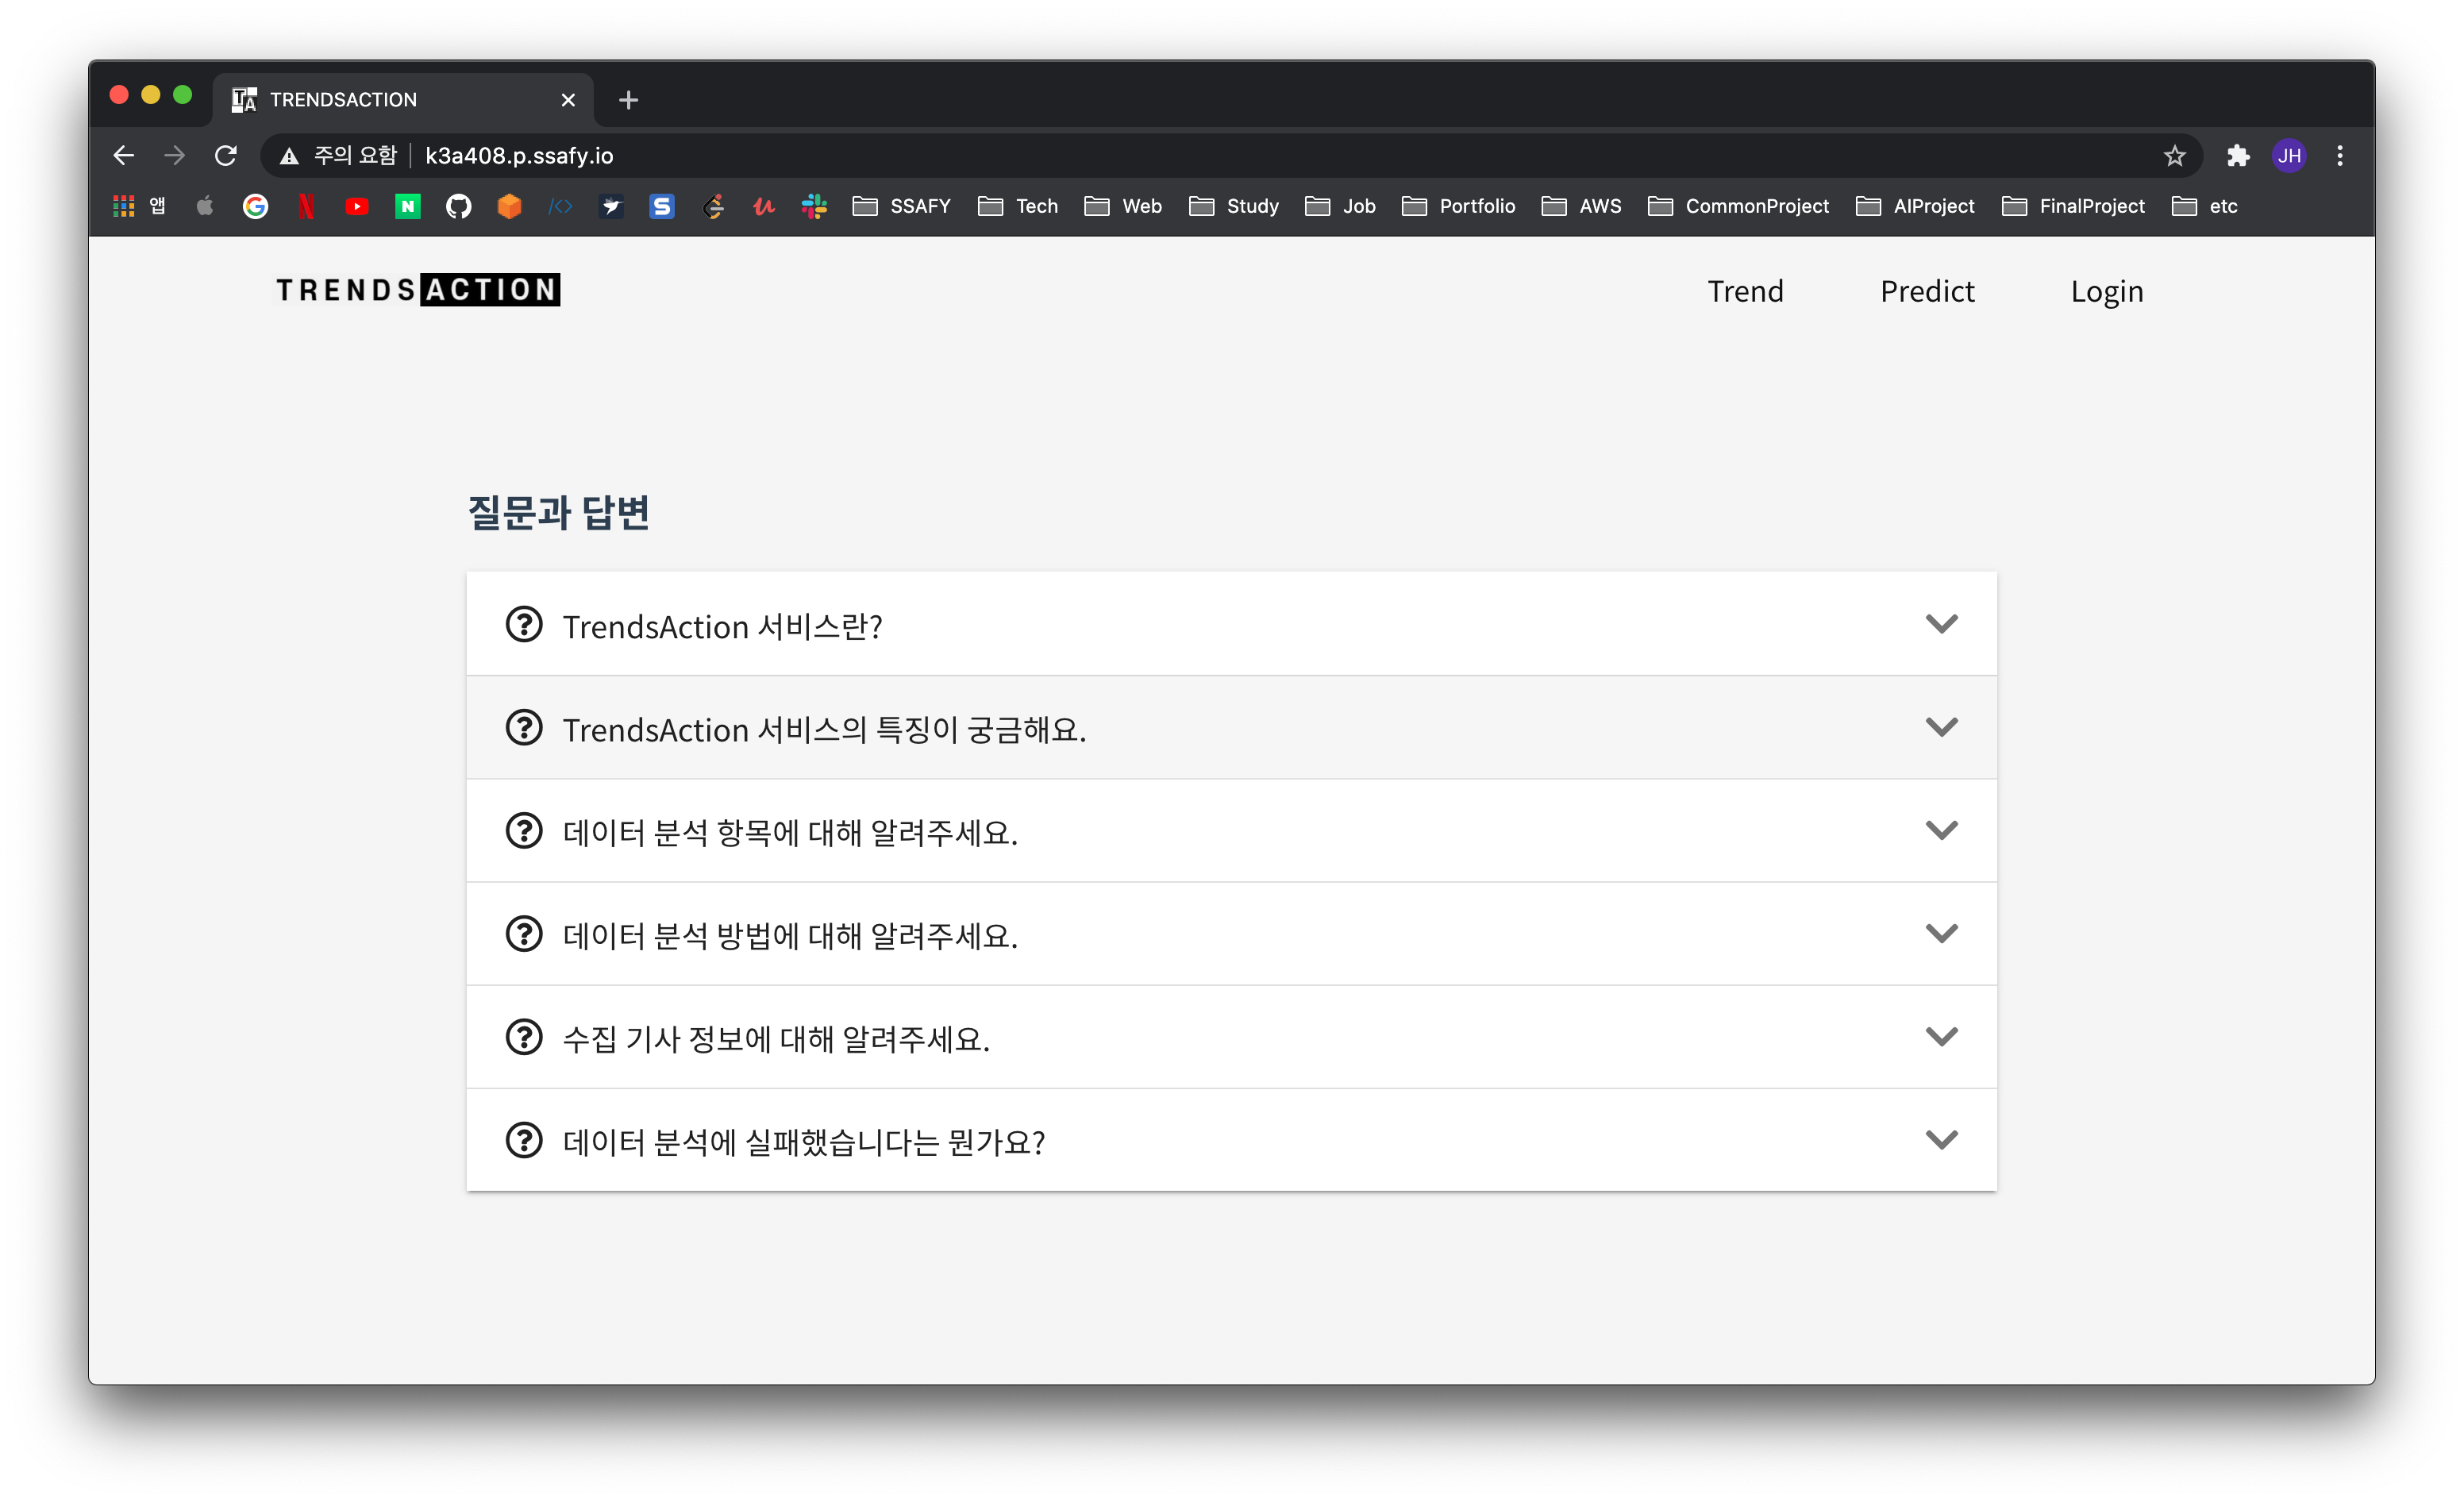 TRENDSACTION
주의 요함 k3a408.p.ssafy.io JH
앱 SSAFY Tech Web Study Job Portfolio AWS CommonProject AIProject FinalProject etc
TRENDSACTION Trend Predict Login
질문과 답변
TrendsAction 서비스란?
TrendsAction 서비스의 특징이 궁금해요.
데이터 분석 항목에 대해 알려주세요.
데이터 분석 방법에 대해 알려주세요.
수집 기사 정보에 대해 알려주세요.
데이터 분석에 실패했습니다는 뭔가요?